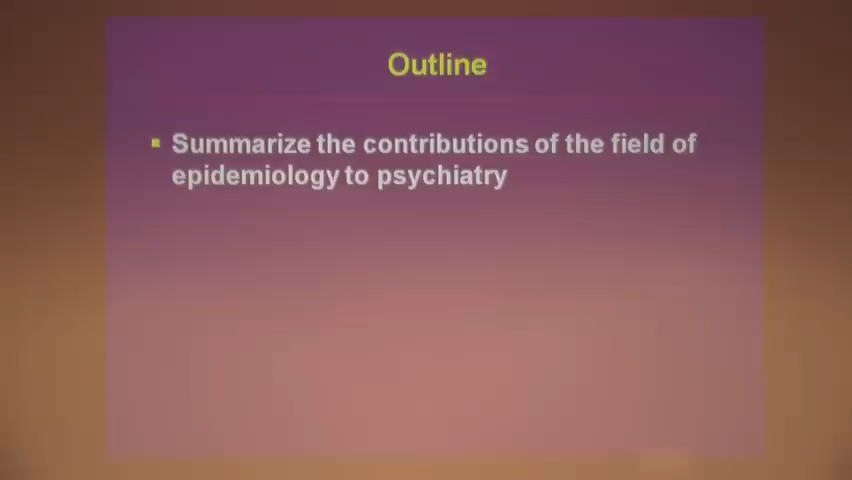 Outline
Summarize the contributions of the field of
epidemiology to psychiatry